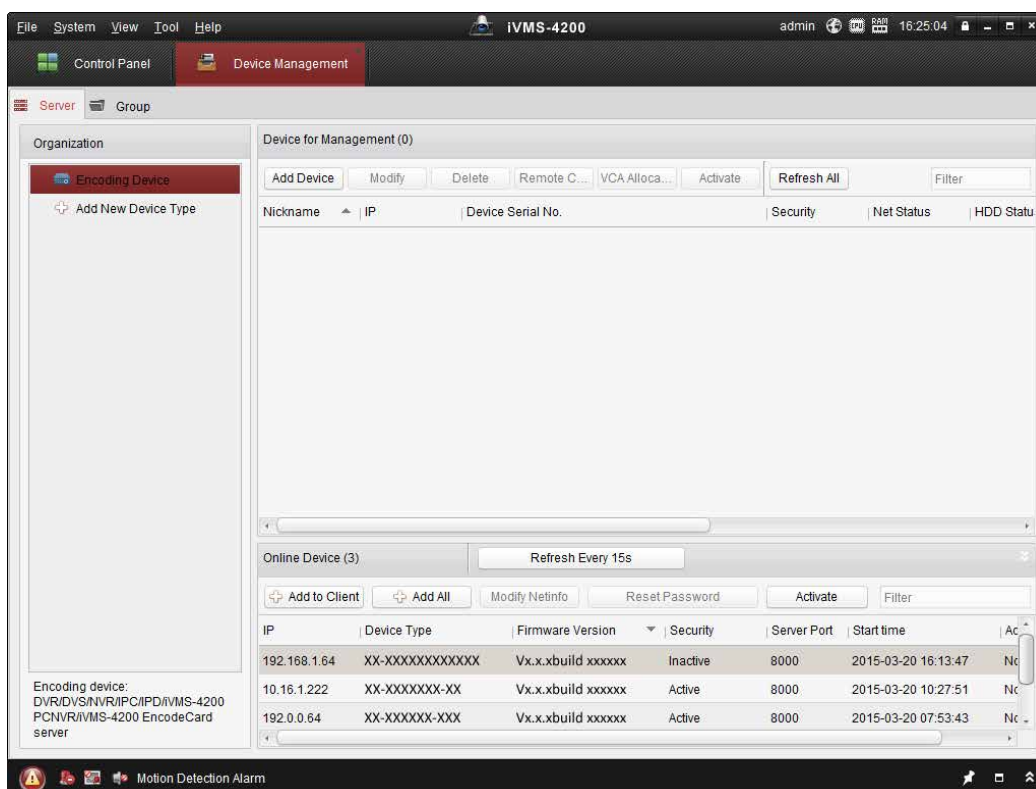 File System View Tool Help iVMS-4200 admin CPU RAM 16:25:04
Control Panel Device Management
Server Group
Organization
Encoding Device
Add New Device Type
Encoding device:
DVR/DVS/NVR/IPC/IPD/iVMS-4200
PCNVR/iVMS-4200 EncodeCard
server
Device for Management (0)
Add Device Modify Delete Remote C... VCA Alloca... Activate Refresh All Filter
Nickname IP Device Serial No. Security Net Status HDD Statu
Online Device (3) Refresh Every 15s
Add to Client Add All Modify Netinfo Reset Password Activate Filter
IP Device Type Firmware Version Security Server Port Start time Ac
192.168.1.64 XX-XXXXXXXXXXXX Vx.x.xbuild xxxxxx Inactive 8000 2015-03-20 16:13:47 No
10.16.1.222 XX-XXXXXXX-XX Vx.x.xbuild xxxxxx Active 8000 2015-03-20 10:27:51 No
192.0.0.64 XX-XXXXXX-XXX Vx.x.xbuild xxxxxx Active 8000 2015-03-20 07:53:43 No
Motion Detection Alarm